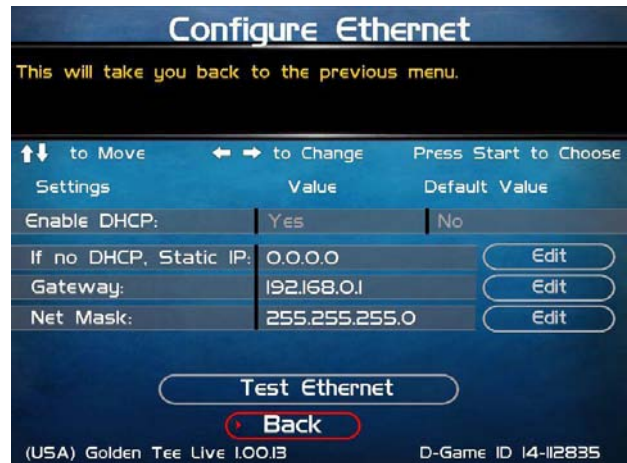 Configure Ethernet
This will take you back to the previous menu.
to Move to Change Press Start to Choose
Settings Value Default Value
Enable DHCP: Yes No
If no DHCP, Static IP: 0.0.0.0 Edit
Gateway: 192.168.0.1 Edit
Net Mask: 255.255.255.0 Edit
Test Ethernet
Back
(USA) Golden Tee Live 1.00.13 D-Game ID 14-112835